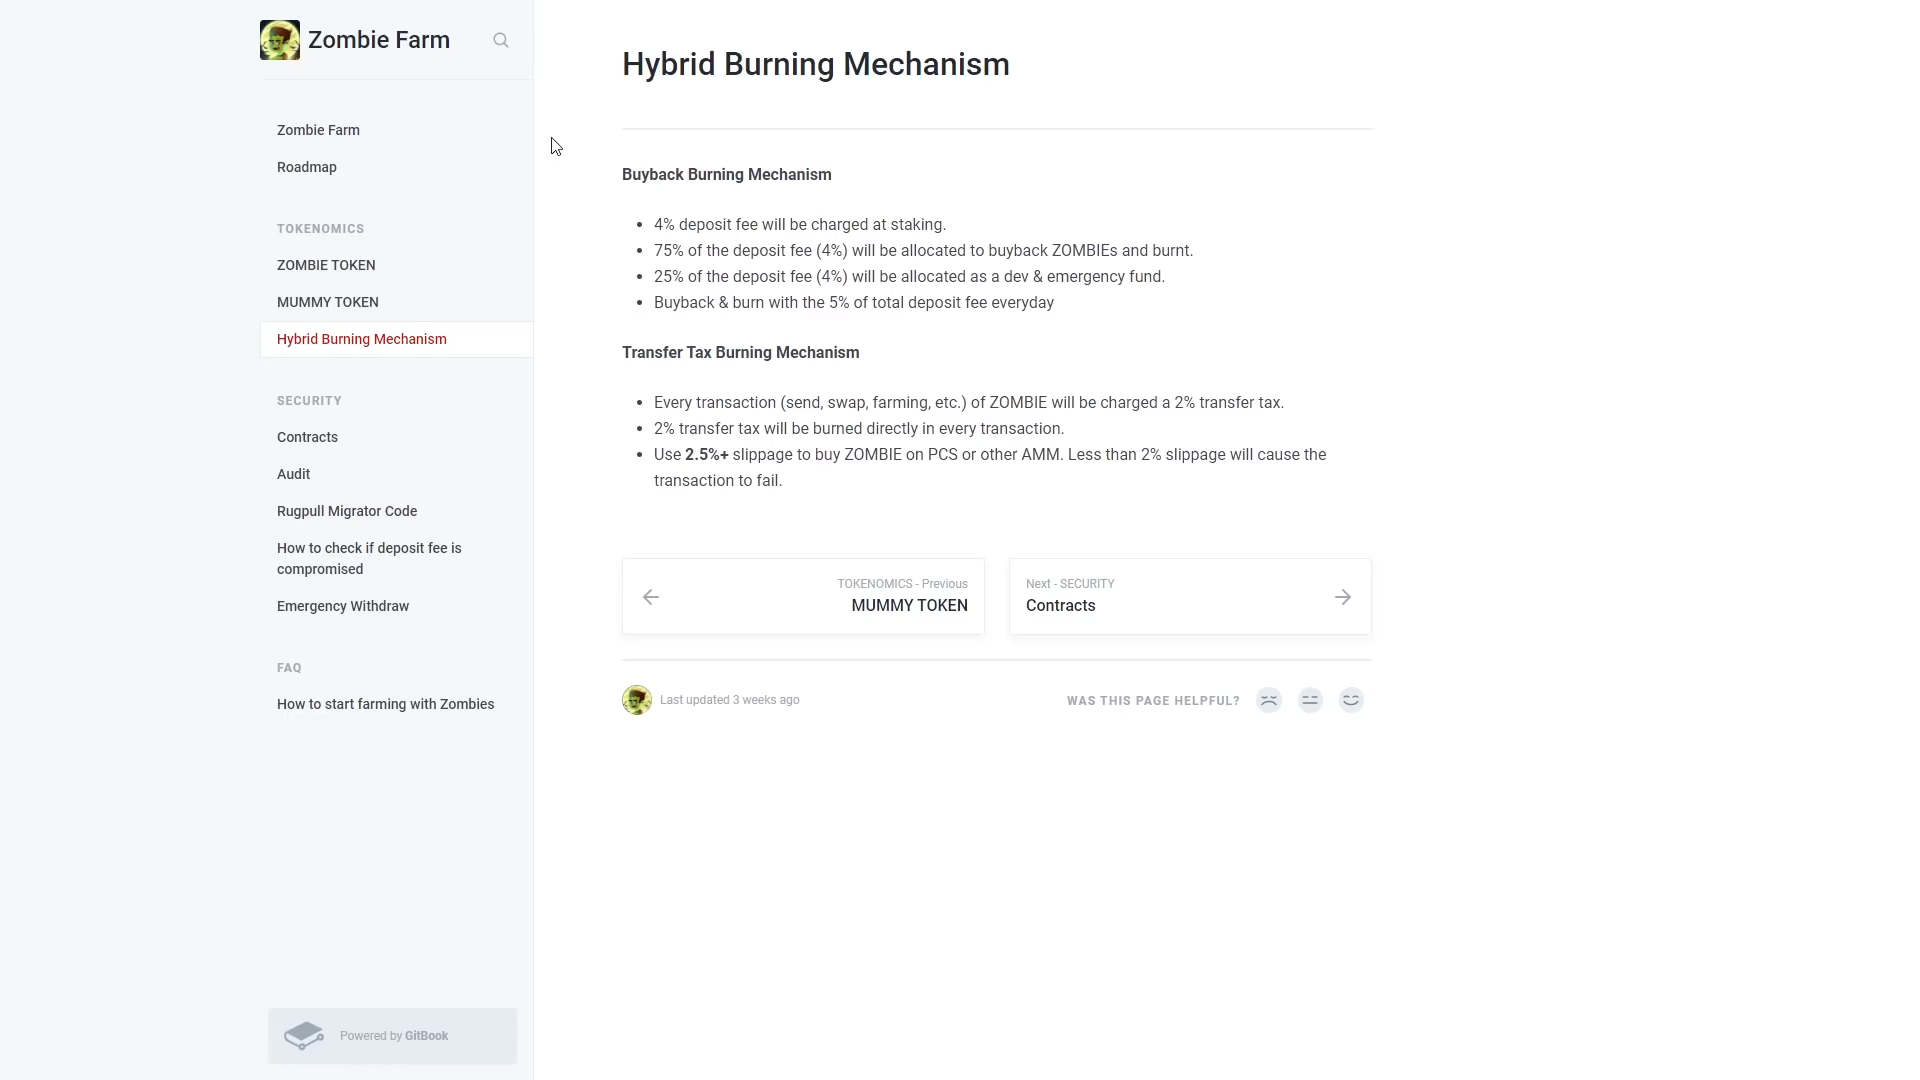 Zombie Farm
Zombie Farm
Roadmap
TOKENOMICS
ZOMBIE TOKEN
MUMMY TOKEN
Hybrid Burning Mechanism
SECURITY
Contracts
Audit
Rugpull Migrator Code
How to check if deposit fee is
compromised
Emergency Withdraw
FAQ
How to start farming with Zombies
Powered by GitBook
Hybrid Burning Mechanism
Buyback Burning Mechanism
4% deposit fee will be charged at staking.
75% of the deposit fee (4%) will be allocated to buyback ZOMBIEs and burnt.
25% of the deposit fee (4%) will be allocated as a dev & emergency fund.
Buyback & burn with the 5% of total deposit fee everyday
Transfer Tax Burning Mechanism
Every transaction (send, swap, farming, etc.) of ZOMBIE will be charged a 2% transfer tax.
2% transfer tax will be burned directly in every transaction.
Use 2.5%+ slippage to buy ZOMBIE on PCS or other AMM. Less than 2% slippage will cause the
transaction to fail.
TOKENOMICS - Previous
MUMMY TOKEN
Next - SECURITY
Contracts
Last updated 3 weeks ago
WAS THIS PAGE HELPFUL?